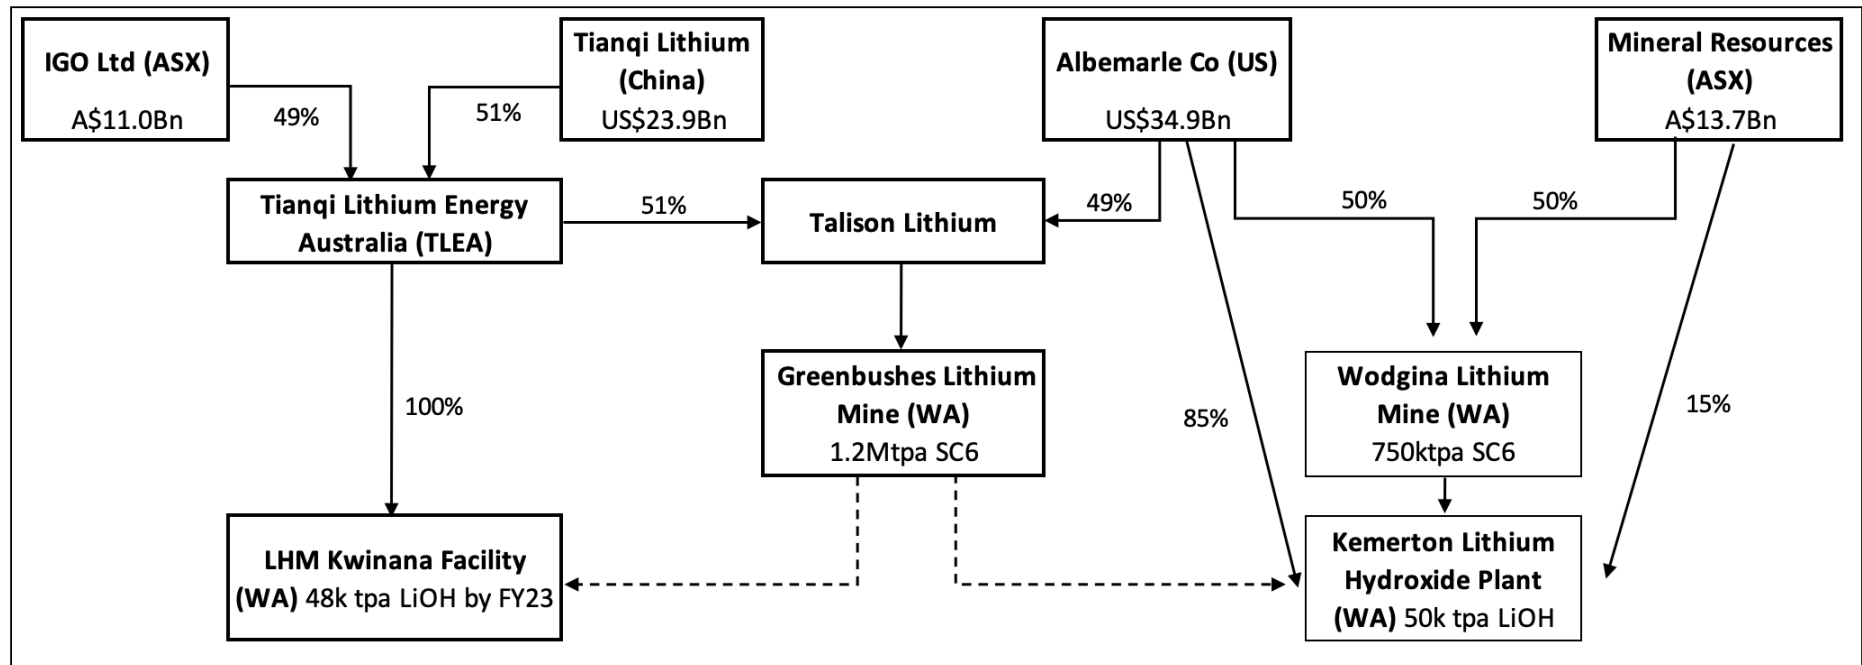 IGO Ltd (ASX)
A$11.0Bn
49%
Tianqi Lithium
(China)
US$23.9Bn
51%
Albemarle Co (US)
US$34.9Bn
Mineral Resources
(ASX)
A$13.7Bn
Tianqi Lithium Energy
Australia (TLEA)
51%
Talison Lithium
49%
50%
50%
100%
Greenbushes Lithium
Mine (WA)
1.2Mtpa SC6
85%
Wodgina Lithium
Mine (WA)
750ktpa SC6
15%
LHM Kwinana Facility
(WA) 48k tpa LiOH by FY23
Kemerton Lithium
Hydroxide Plant
(WA) 50k tpa LiOH